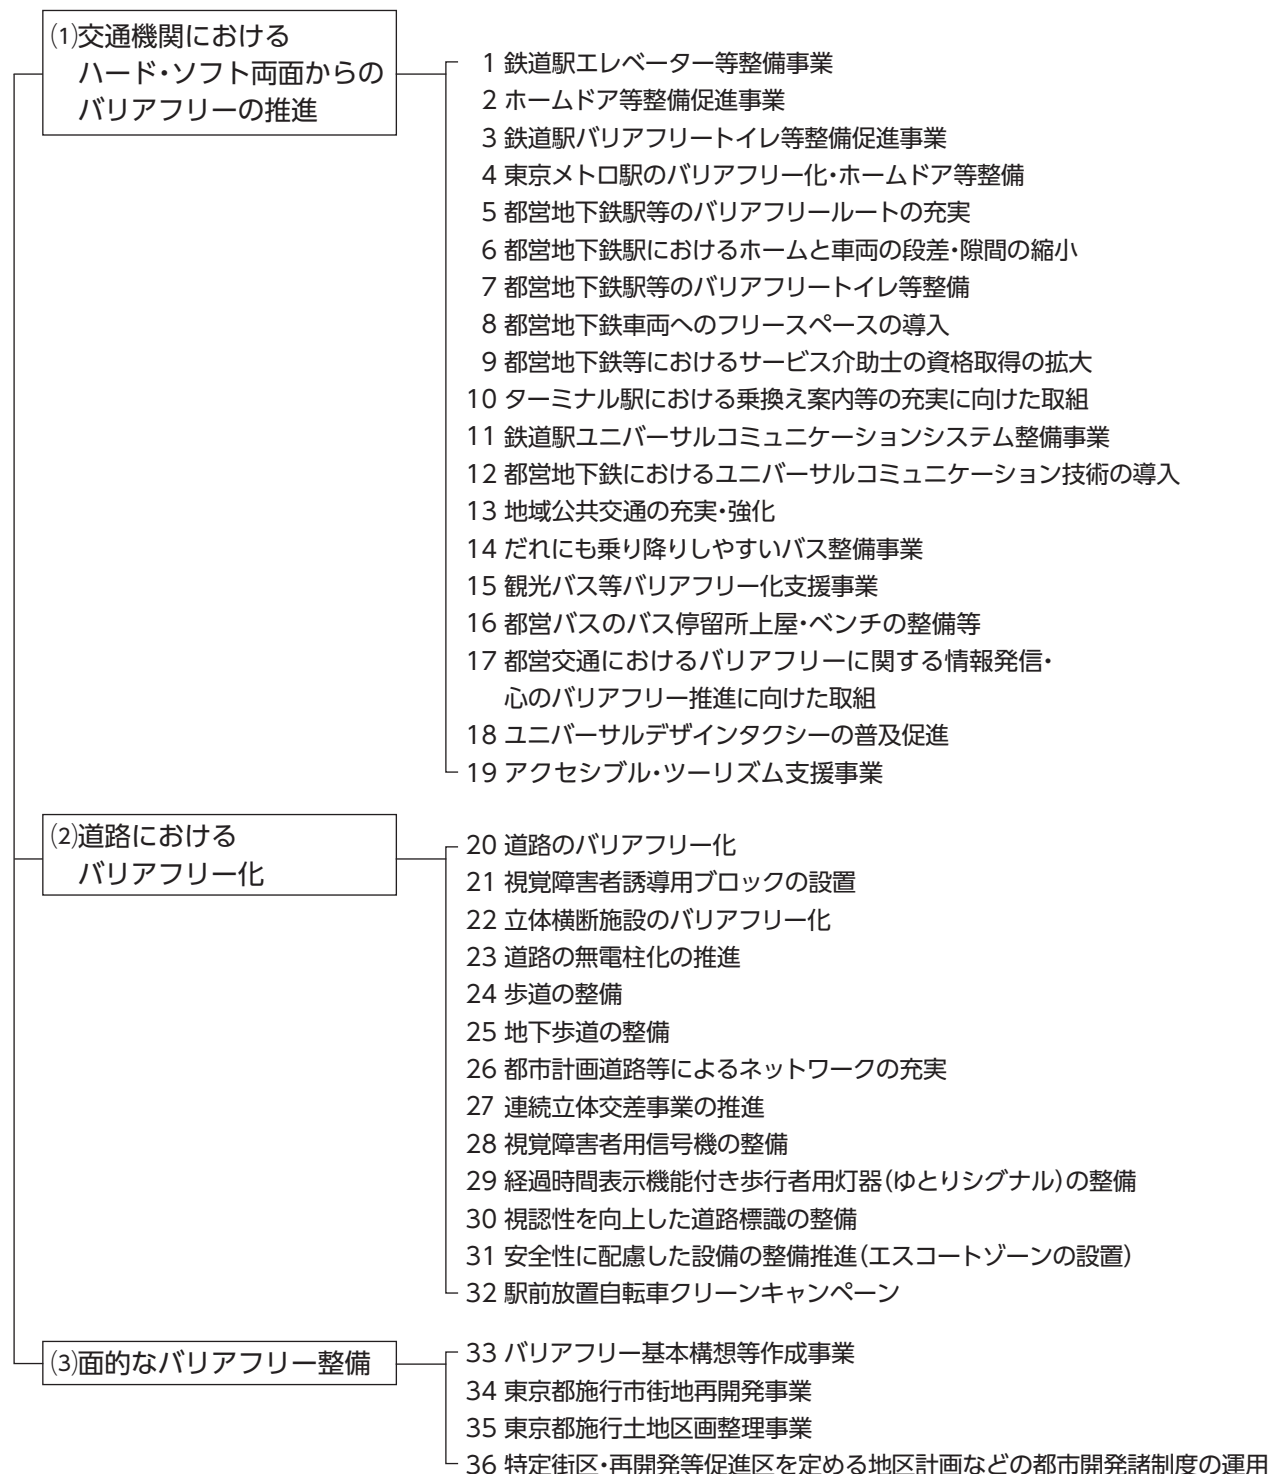 ⑴交通機関における
ハード・ソフト両面からの
バリアフリーの推進
1 鉄道駅エレベーター等整備事業
2 ホームドア等整備促進事業
3 鉄道駅バリアフリートイレ等整備促進事業
4 東京メトロ駅のバリアフリー化・ホームドア等整備
5 都営地下鉄駅等のバリアフリールートの充実
6 都営地下鉄駅におけるホームと車両の段差・隙間の縮小
7 都営地下鉄駅等のバリアフリートイレ等整備
8 都営地下鉄車両へのフリースペースの導入
9 都営地下鉄等におけるサービス介助士の資格取得の拡大
10 ターミナル駅における乗換え案内等の充実に向けた取組
11 鉄道駅ユニバーサルコミュニケーションシステム整備事業
12 都営地下鉄におけるユニバーサルコミュニケーション技術の導入
13 地域公共交通の充実・強化
14 だれにも乗り降りしやすいバス整備事業
15 観光バス等バリアフリー化支援事業
16 都営バスのバス停留所上屋・ベンチの整備等
17 都営交通におけるバリアフリーに関する情報発信・
心のバリアフリー推進に向けた取組
18 ユニバーサルデザインタクシーの普及促進
19 アクセシブル・ツーリズム支援事業
⑵道路における
バリアフリー化
20 道路のバリアフリー化
21 視覚障害者誘導用ブロックの設置
22 立体横断施設のバリアフリー化
23 道路の無電柱化の推進
24 歩道の整備
25 地下歩道の整備
26 都市計画道路等によるネットワークの充実
27 連続立体交差事業の推進
28 視覚障害者用信号機の整備
29 経過時間表示機能付き歩行者用灯器(ゆとりシグナル)の整備
30 視認性を向上した道路標識の整備
31 安全性に配慮した設備の整備推進(エスコートゾーンの設置)
32 駅前放置自転車クリーンキャンペーン
⑶面的なバリアフリー整備
33 バリアフリー基本構想等作成事業
34 東京都施行市街地再開発事業
35 東京都施行土地区画整理事業
36 特定街区・再開発等促進区を定める地区計画などの都市開発諸制度の運用